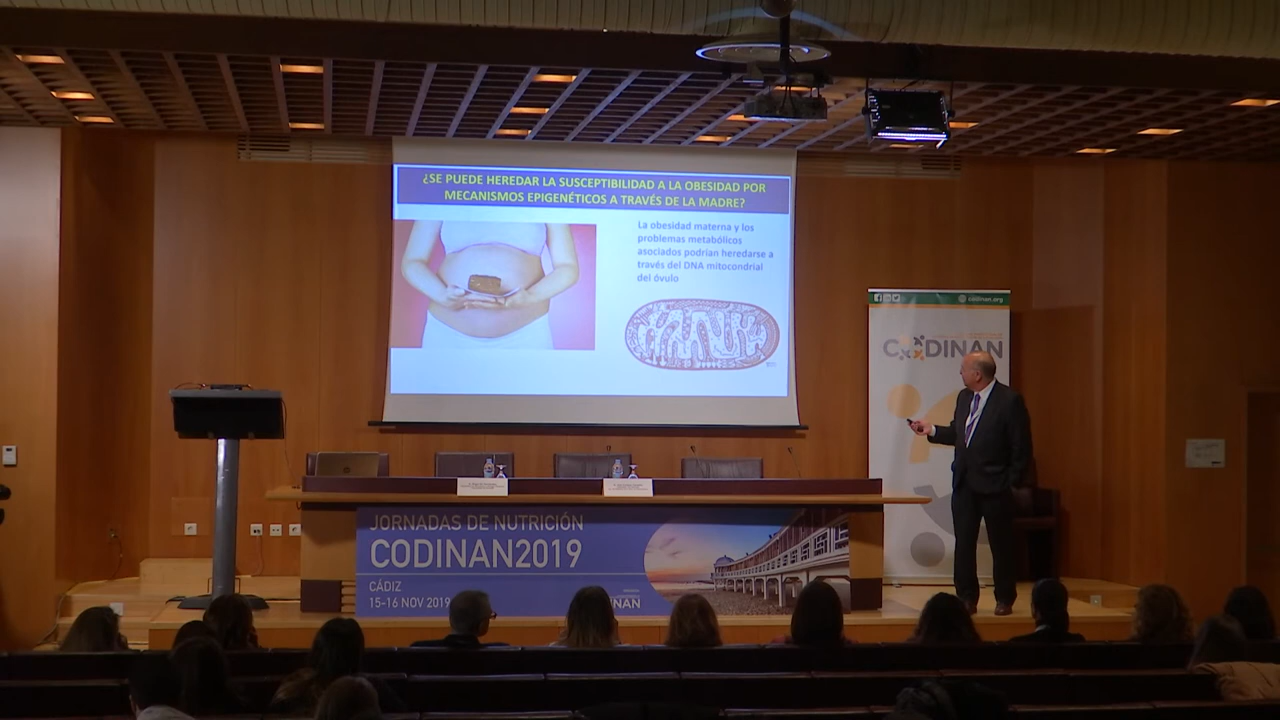 ¿SE PUEDE HEREDAR LA SUSCEPTIBILIDAD A LA OBESIDAD POR
MECANISMOS EPIGENÉTICOS A TRAVÉS DE LA MADRE?
La obesidad materna y los
problemas metabólicos
asociados podrían heredarse a
través del DNA mitocondrial
del óvulo
codinan.org
CODINAN
JORNADAS DE NUTRICIÓN
CODINAN2019
CÁDIZ
15-16 NOV 2019
DINAN